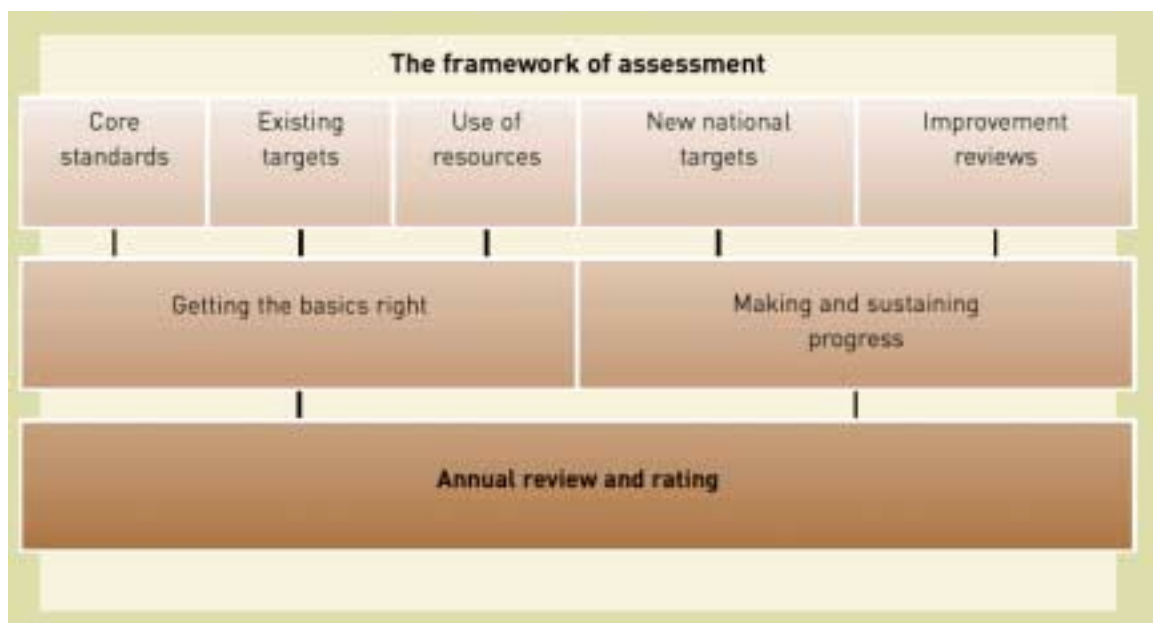 The framework of assessment
Core
standards
Existing
targets
Use of
resources
New national
targets
Improvement
reviews
Getting the basics right
Making and sustaining
progress
Annual review and rating